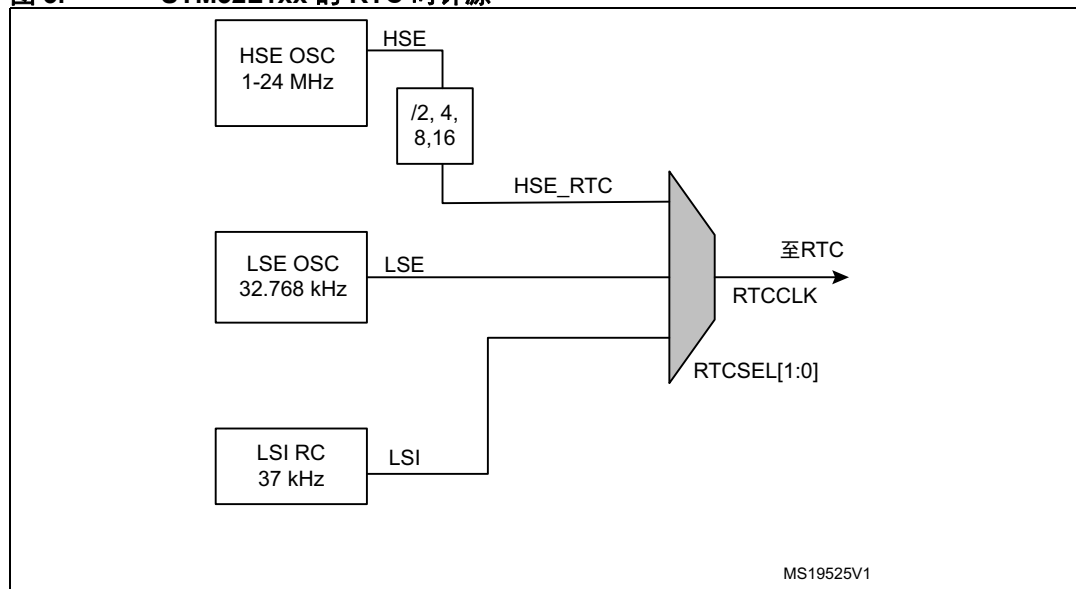 HSE OSC
1-24 MHz
HSE
/2, 4,
8,16
HSE_RTC
LSE OSC
32.768 kHz
LSE
至RTC
RTCCLK
RTCSEL[1:0]
LSI RC
37 kHz
LSI
MS19525V1